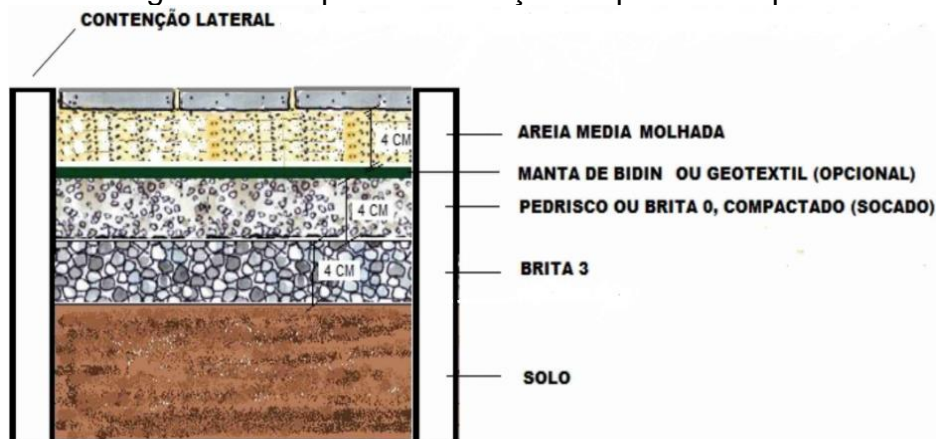 CONTENÇÃO LATERAL
4 CM
AREIA MEDIA MOLHADA
MANTA DE BIDIN OU GEOTEXTIL (OPCIONAL)
4 CM
PEDRISCO OU BRITA 0, COMPACTADO (SOCADO)
4 CM
BRITA 3
SOLO